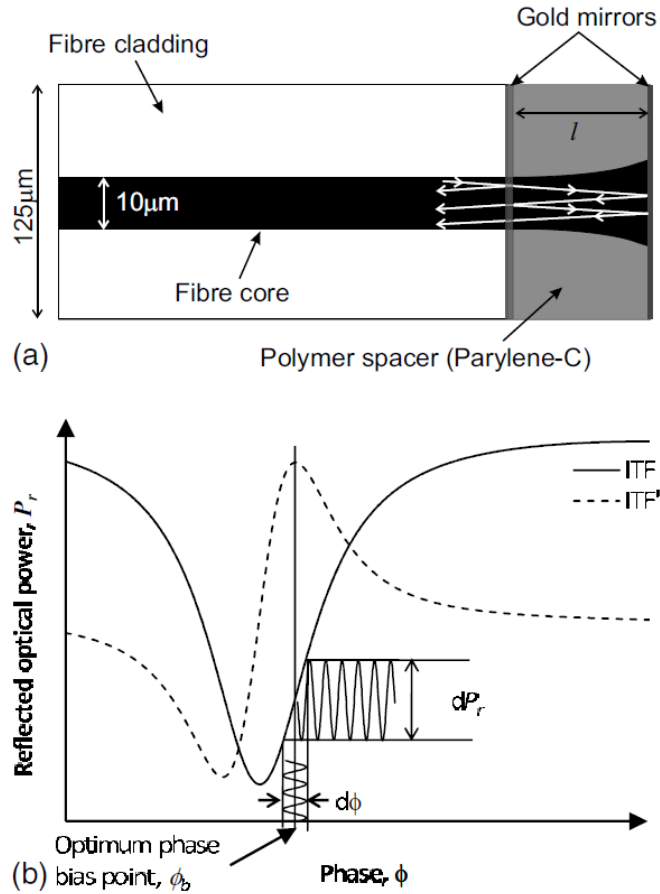 Gold mirrors
Fibre cladding
l
125μm
10μm
Fibre core
Polymer spacer (Parylene-C)
(a)
Reflected optical power, Pr
ITF
ITF'
dPr
dϕ
Optimum phase
bias point, ϕb
Phase, ϕ
(b)